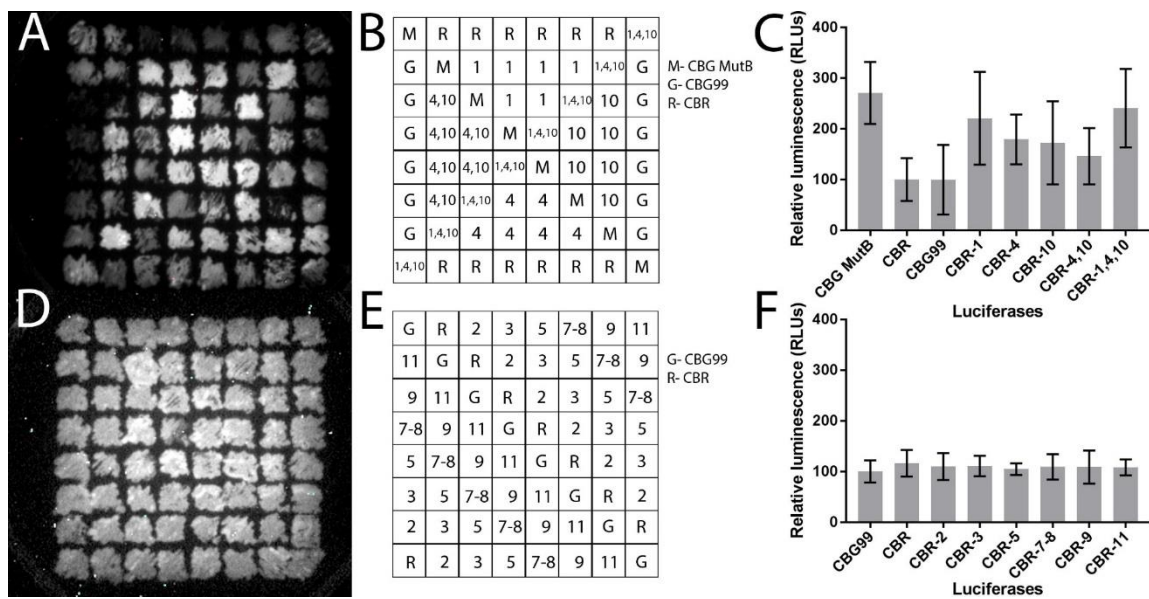 A
B
M R R R R R R 1,4,10
G M 1 1 1 1 1,4,10 G
G 4,10 M 1 1 1,4,10 10 G
G 4,10 4,10 M 1,4,10 10 10 G
G 4,10 4,10 1,4,10 M 10 10 G
G 4,10 1,4,10 4 4 M 10 G
G 1,4,10 4 4 4 4 M G
1,4,10 R R R R R R M
M- CBG MutB
G- CBG99
R- CBR
C
Relative luminescence (RLUs)
400
300
200
100
0
CBG MutB
CBR
CBG99
CBR-1
CBR-4
CBR-10
CBR-4,10
CBR-1,4,10
Luciferases
D
E
G R 2 3 5 7-8 9 11
11 G R 2 3 5 7-8 9
9 11 G R 2 3 5 7-8
7-8 9 11 G R 2 3 5
5 7-8 9 11 G R 2 3
3 5 7-8 9 11 G R 2
2 3 5 7-8 9 11 G R
R 2 3 5 7-8 9 11 G
G- CBG99
R- CBR
F
Relative luminescence (RLUs)
400
300
200
100
0
CBG99
CBR
CBR-2
CBR-3
CBR-5
CBR-7-8
CBR-9
CBR-11
Luciferases